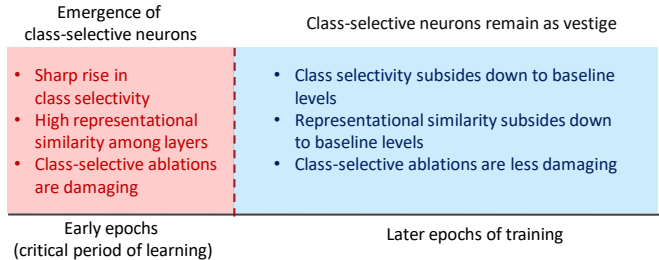 Emergence of
class-selective neurons
Class-selective neurons remain as vestige
• Sharp rise in
class selectivity
• High representational
similarity among layers
• Class-selective ablations
are damaging
• Class selectivity subsides down to baseline
levels
• Representational similarity subsides down
to baseline levels
• Class-selective ablations are less damaging
Early epochs
(critical period of learning)
Later epochs of training